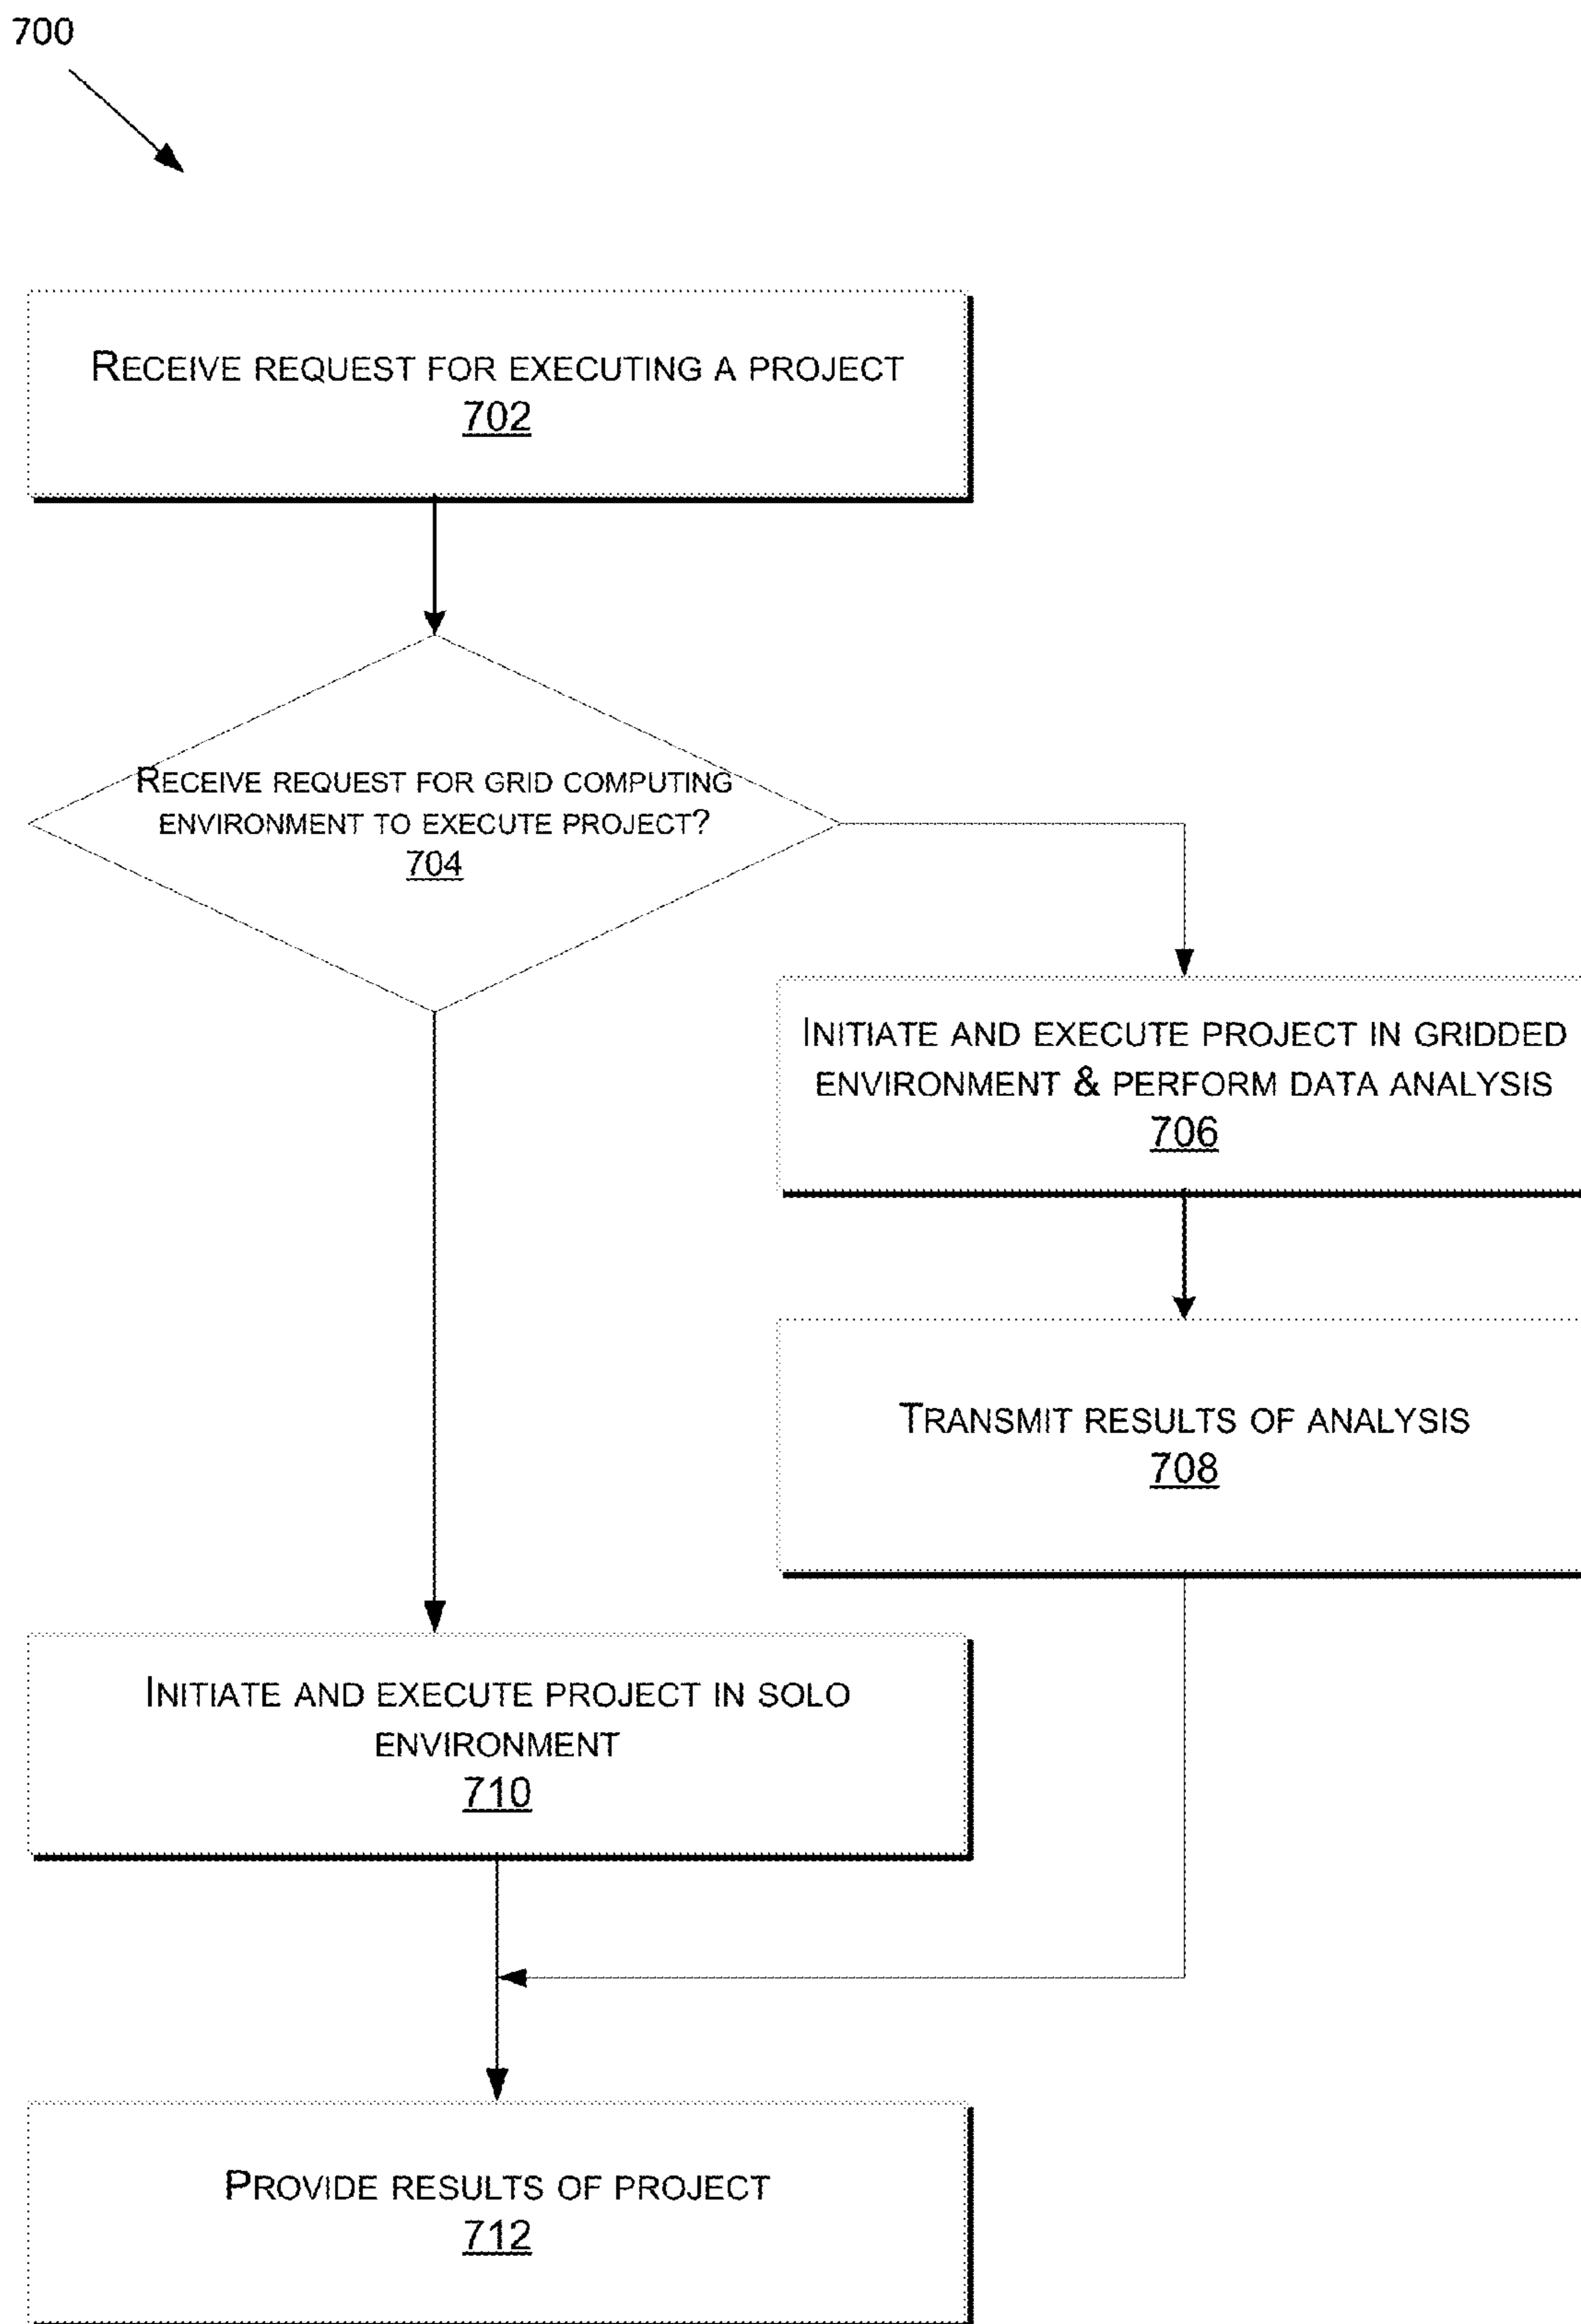 700
RECEIVE REQUEST FOR EXECUTING A PROJECT
702
RECEIVE REQUEST FOR GRID COMPUTING
ENVIRONMENT TO EXECUTE PROJECT?
704
INITIATE AND EXECUTE PROJECT IN GRIDDED
ENVIRONMENT & PERFORM DATA ANALYSIS
706
TRANSMIT RESULTS OF ANALYSIS
708
INITIATE AND EXECUTE PROJECT IN SOLO
ENVIRONMENT
710
PROVIDE RESULTS OF PROJECT
712